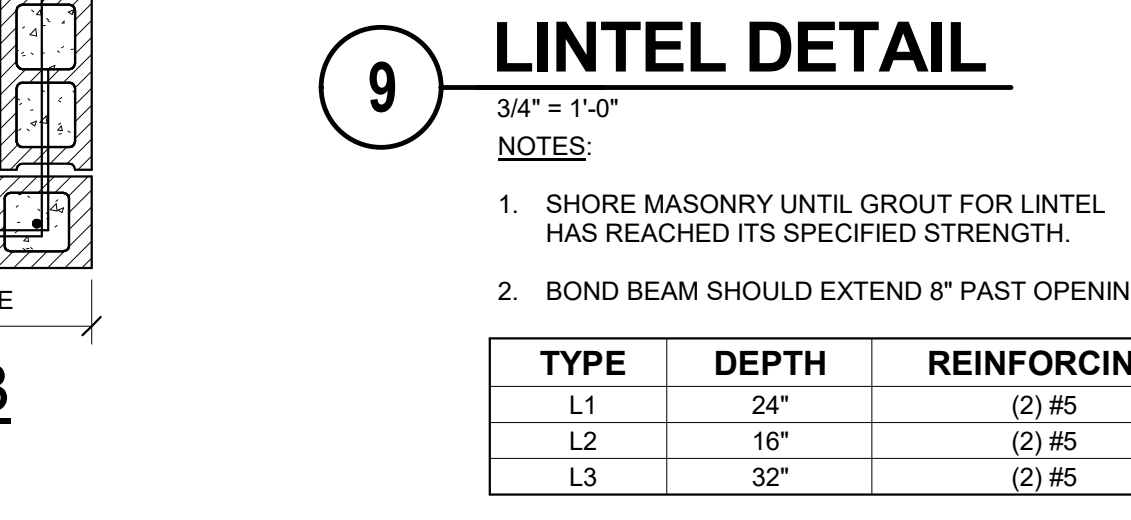 9
LINTEL DETAIL
3/4" = 1'-0"
NOTES:
1. SHORE MASONRY UNTIL GROUT FOR LINTEL
HAS REACHED ITS SPECIFIED STRENGTH.
2. BOND BEAM SHOULD EXTEND 8" PAST OPENIN
TYPE DEPTH REINFORCIN
L1 24" (2) #5
L2 16" (2) #5
L3 32" (2) #5
E